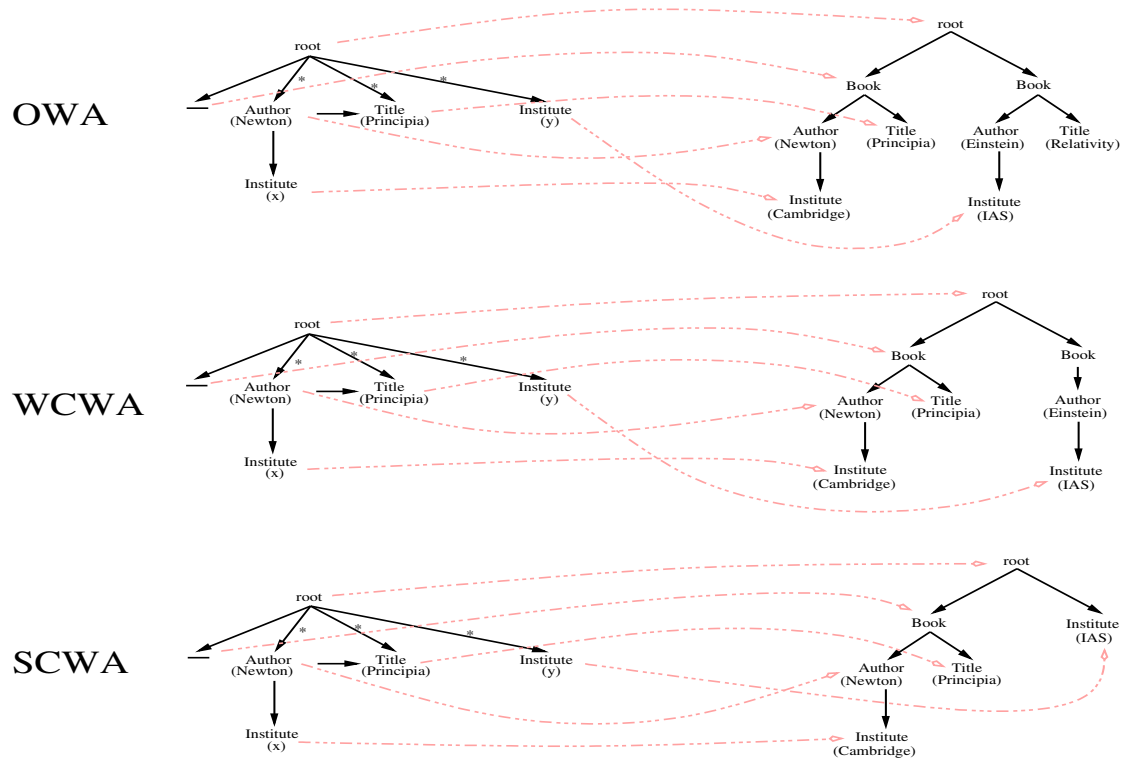 OWA
root
* * *
Author
(Newton)
Title
(Principia)
Institute
(y)
Institute
(x)
root
Book
Book
Author
(Newton)
Title
(Principia)
Author
(Einstein)
Title
(Relativity)
Institute
(Cambridge)
Institute
(IAS)
WCWA
root
* * *
Author
(Newton)
Title
(Principia)
Institute
(y)
Institute
(x)
root
Book
Book
Author
(Newton)
Title
(Principia)
Author
(Einstein)
Institute
(Cambridge)
Institute
(IAS)
SCWA
root
* * *
Author
(Newton)
Title
(Principia)
Institute
(y)
Institute
(x)
root
Book
Institute
(IAS)
Author
(Newton)
Title
(Principia)
Institute
(Cambridge)